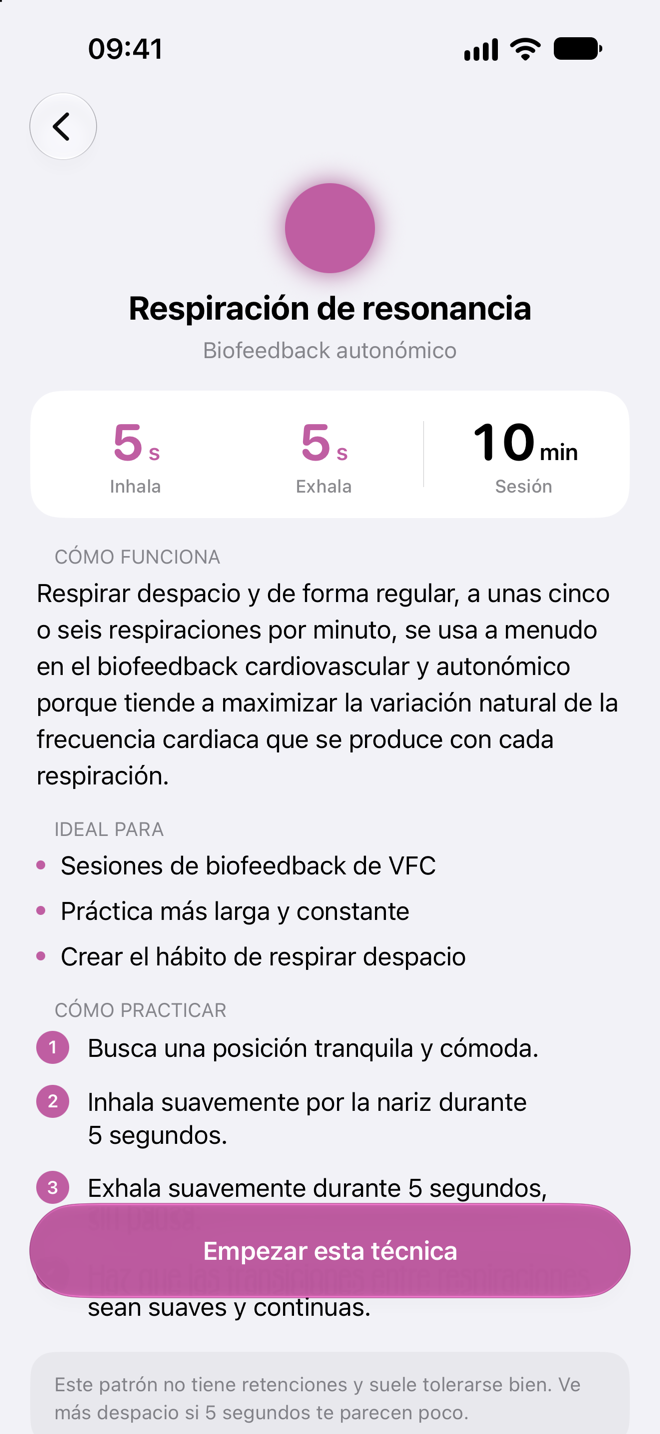 09:41
Respiración de resonancia
Biofeedback autonómico
5 s
Inhala
5 s
Exhala
10 min
Sesión
CÓMO FUNCIONA
Respirar despacio y de forma regular, a unas cinco
o seis respiraciones por minuto, se usa a menudo
en el biofeedback cardiovascular y autonómico
porque tiende a maximizar la variación natural de la
frecuencia cardiaca que se produce con cada
respiración.
IDEAL PARA
• Sesiones de biofeedback de VFC
• Práctica más larga y constante
• Crear el hábito de respirar despacio
CÓMO PRACTICAR
1 Busca una posición tranquila y cómoda.
2 Inhala suavemente por la nariz durante
5 segundos.
3 Exhala suavemente durante 5 segundos,
Empezar esta técnica
sean suaves y continuas.
Este patrón no tiene retenciones y suele tolerarse bien. Ve
más despacio si 5 segundos te parecen poco.